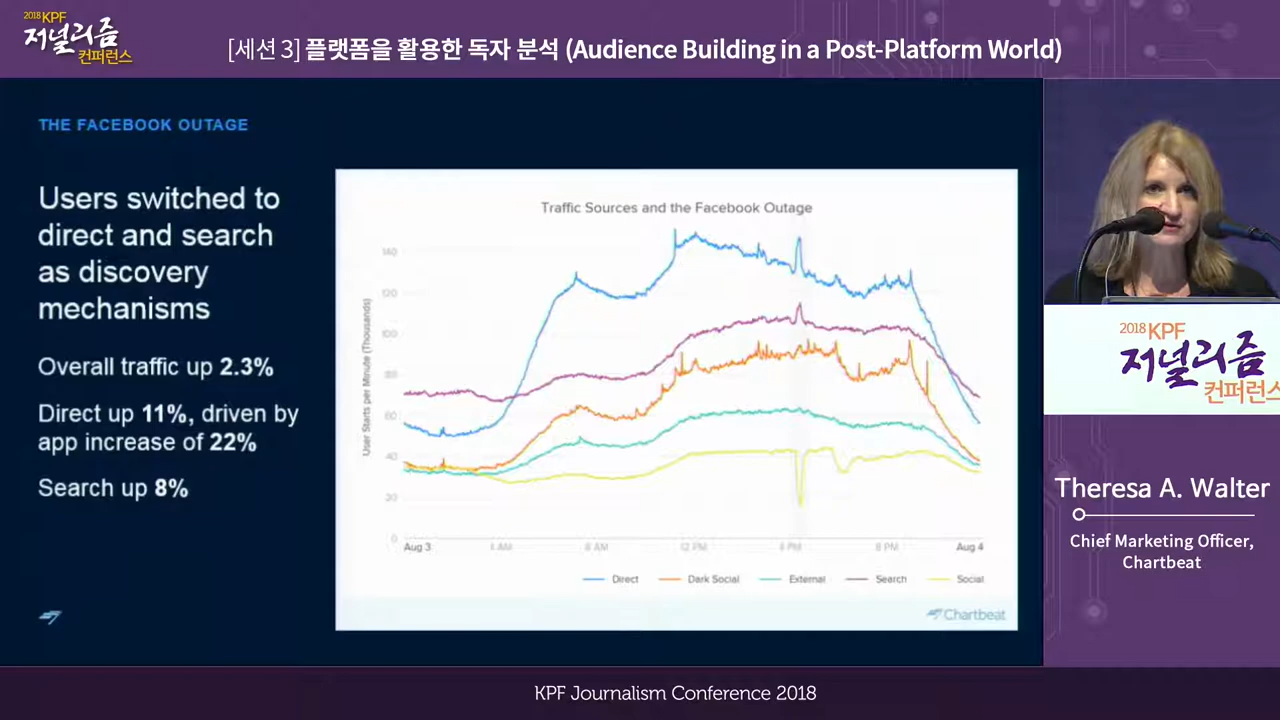 2018 KPF
저널리즘
컨퍼런스
[세션 3] 플랫폼을 활용한 독자 분석 (Audience Building in a Post-Platform World)
THE FACEBOOK OUTAGE
Users switched to
direct and search
as discovery
mechanisms
Overall traffic up 2.3%
Direct up 11%, driven by
app increase of 22%
Search up 8%
Traffic Sources and the Facebook Outage
User Starts per Minute (Thousands)
140
120
100
80
60
40
20
0
Aug 3 4 AM 8 AM 12 PM 4 PM 8 PM Aug 4
Direct Dark Social External Search Social
Chartbeat
2018 KPF
저널리즘
컨퍼런스
Theresa A. Walter
Chief Marketing Officer,
Chartbeat
KPF Journalism Conference 2018